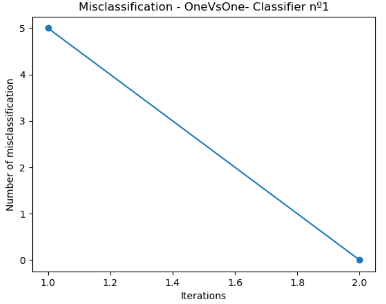 Misclassification - OneVsOne- Classifier nº1
5
4
3
2
1
0
Number of misclassification
1.0 1.2 1.4 1.6 1.8 2.0
Iterations